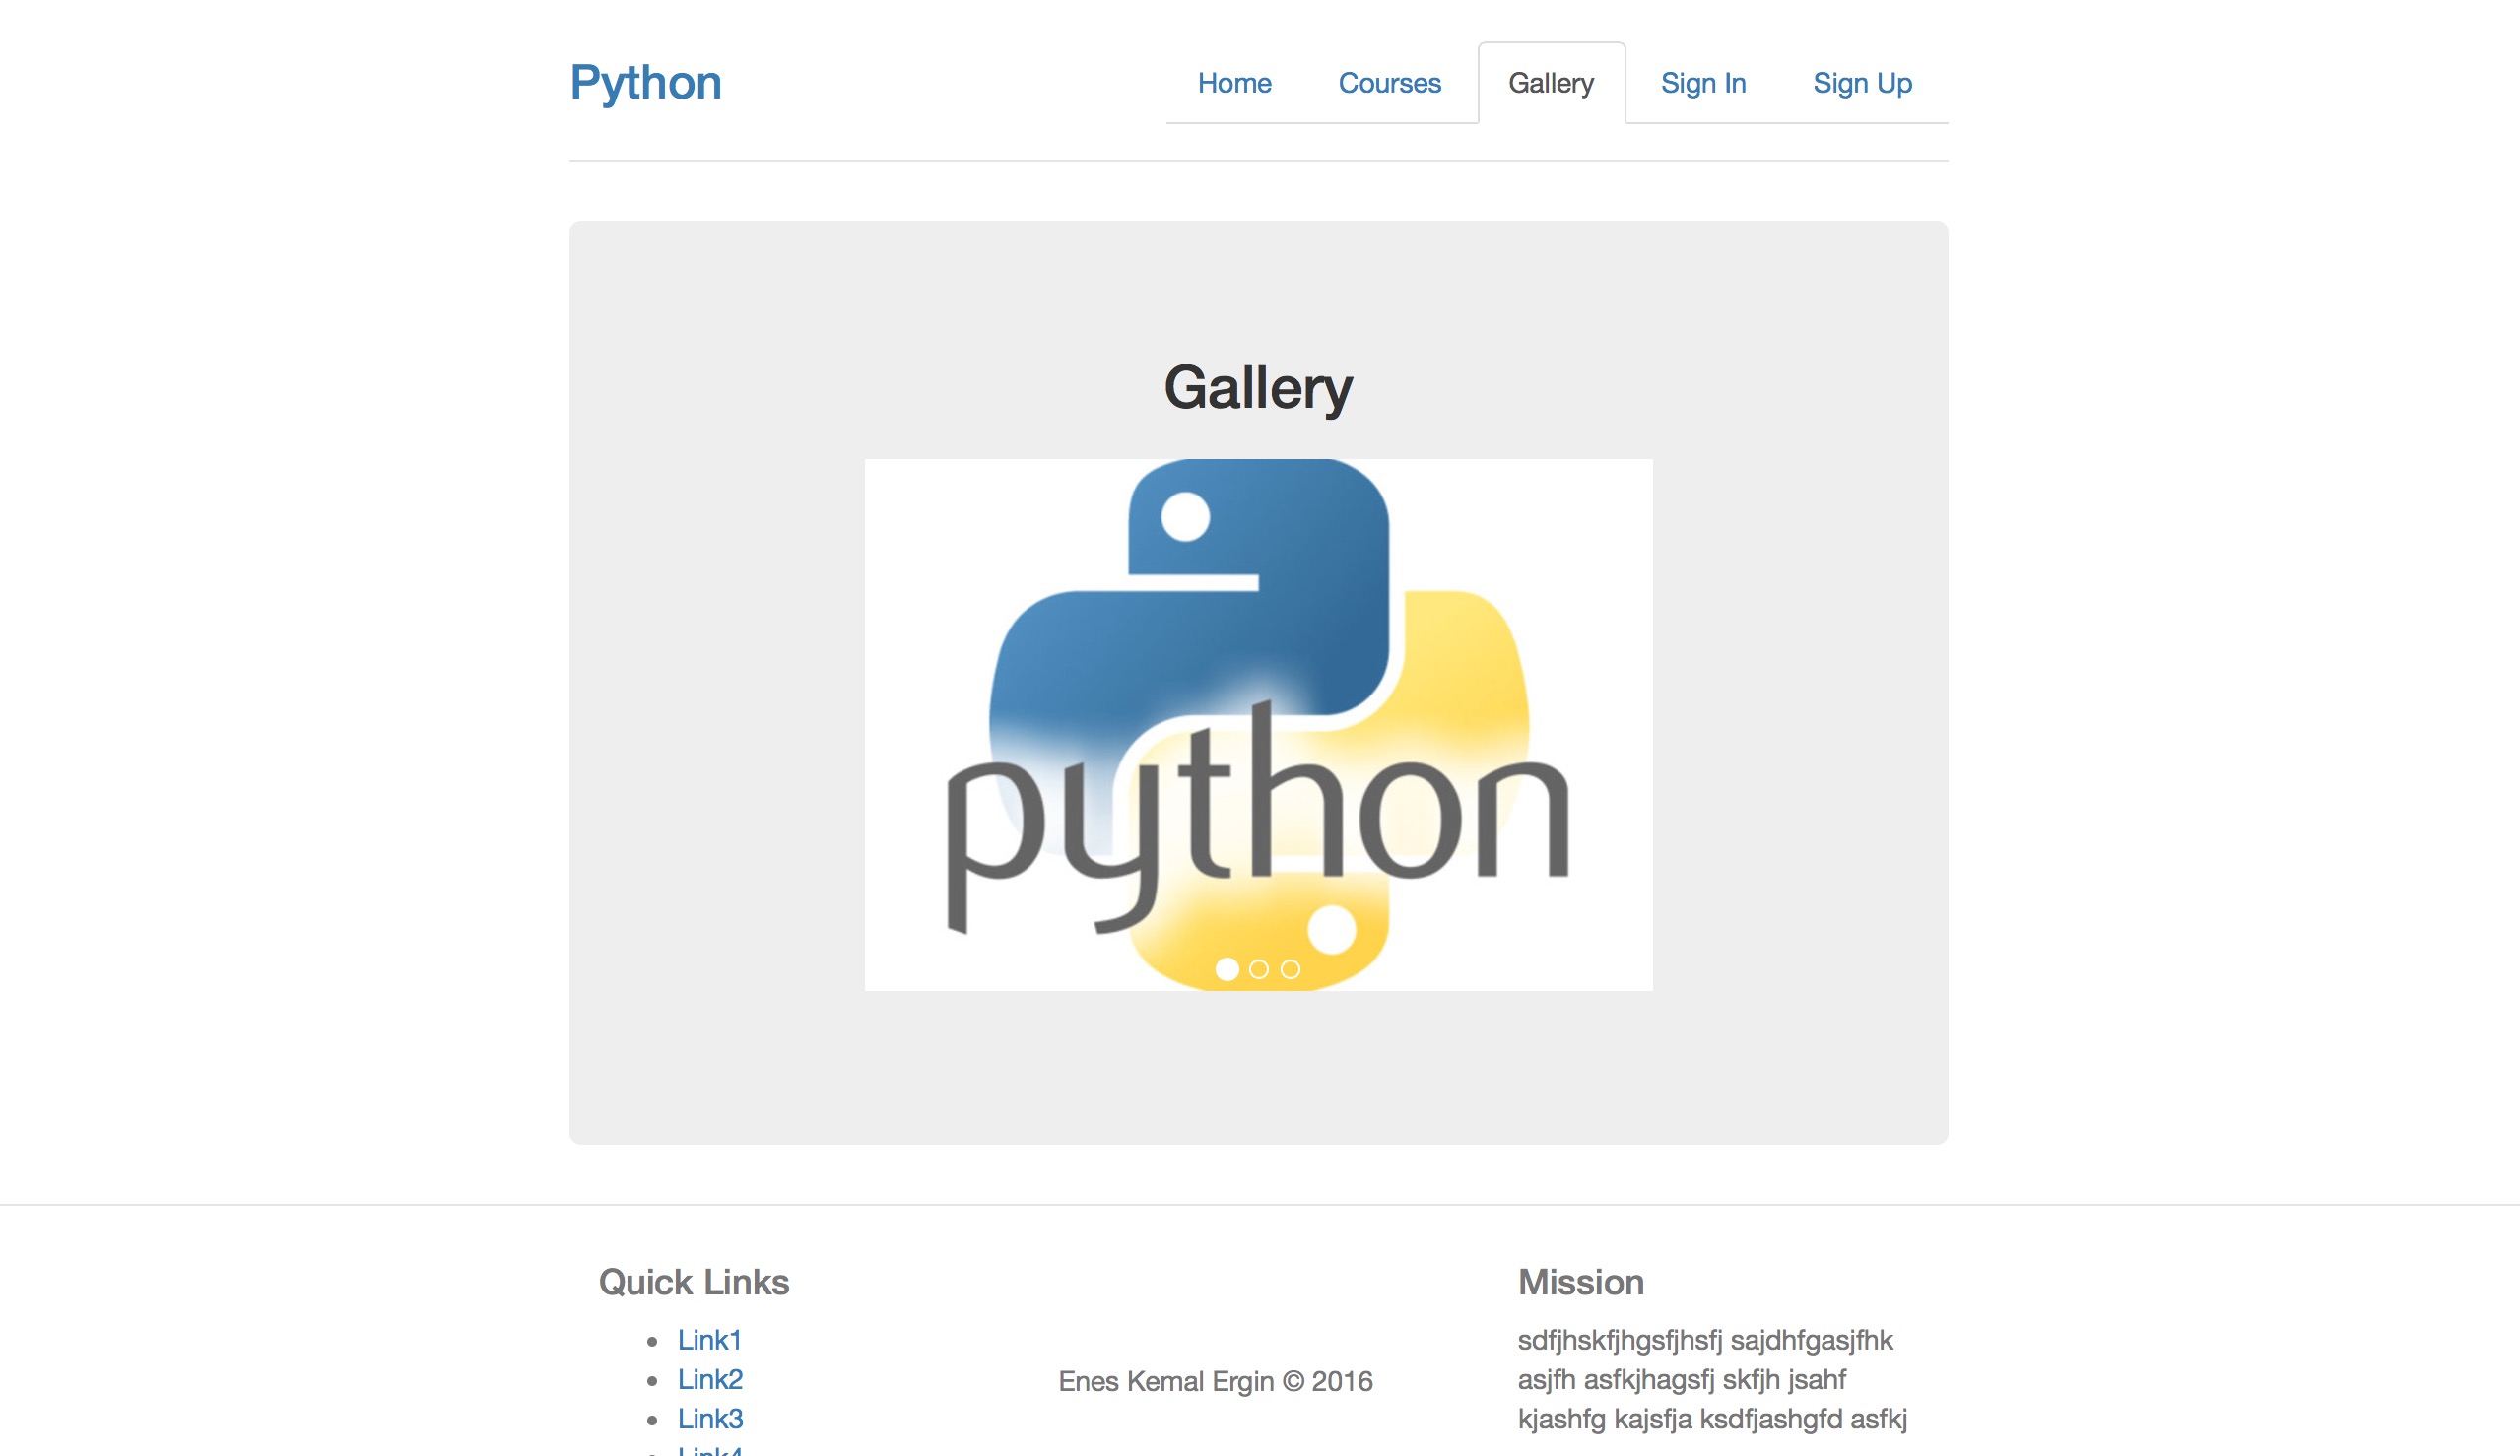 Python
Home Courses Gallery Sign In Sign Up
Gallery
python
Quick Links
Link1
Link2
Link3
Link4
Enes Kemal Ergin © 2016
Mission
sdfjhskfjhgsfjhsfj sajdhfgasjfhk
asjfh asfkjhagsfj skfjh jsahf
kjashfg kajsfja ksdfjashgfd asfkj